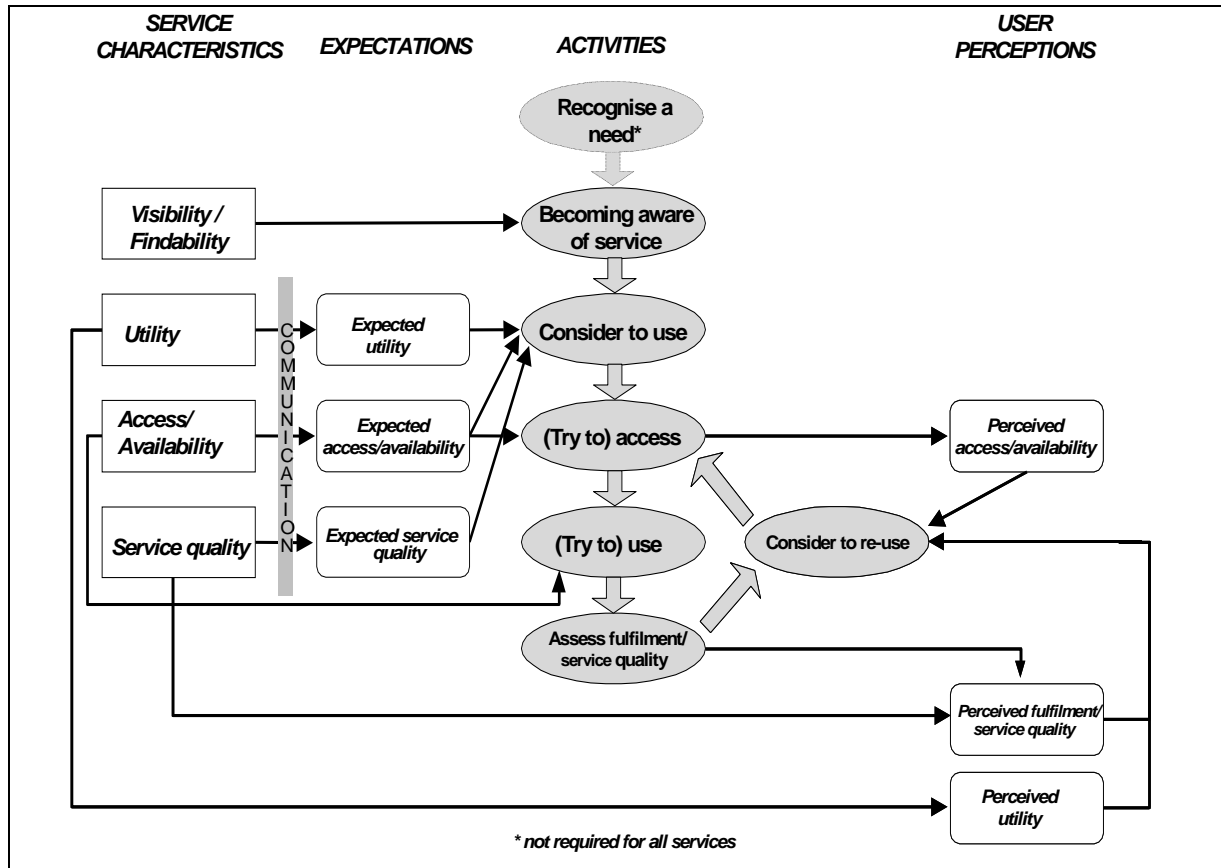 SERVICE
CHARACTERISTICS
EXPECTATIONS
ACTIVITIES
USER
PERCEPTIONS
Recognise a
need*
Visibility /
Findability
Becoming aware
of service
COMMUNICATION
Utility
Expected
utility
Consider to use
Access/
Availability
Expected
access/availability
(Try to) access
Perceived
access/availability
Service quality
Expected service
quality
(Try to) use
Consider to re-use
Assess fulfilment/
service quality
Perceived fulfilment/
service quality
Perceived
utility
* not required for all services